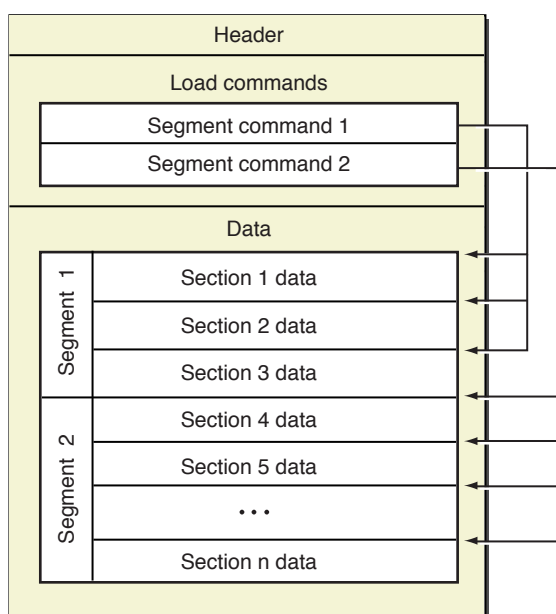 Header
Load commands
Segment command 1
Segment command 2
Data
Segment 1
Section 1 data
Section 2 data
Section 3 data
Segment 2
Section 4 data
Section 5 data
...
Section n data